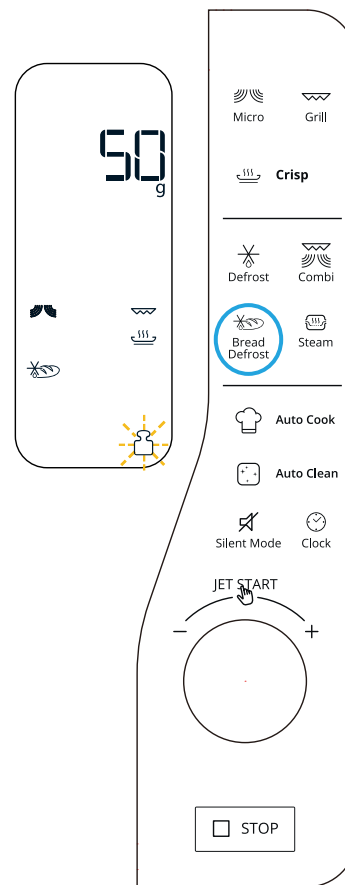 50
g
Micro
Grill
Crisp
Defrost
Combi
Bread
Defrost
Steam
Auto Cook
Auto Clean
Silent Mode
Clock
JET START
− +
STOP